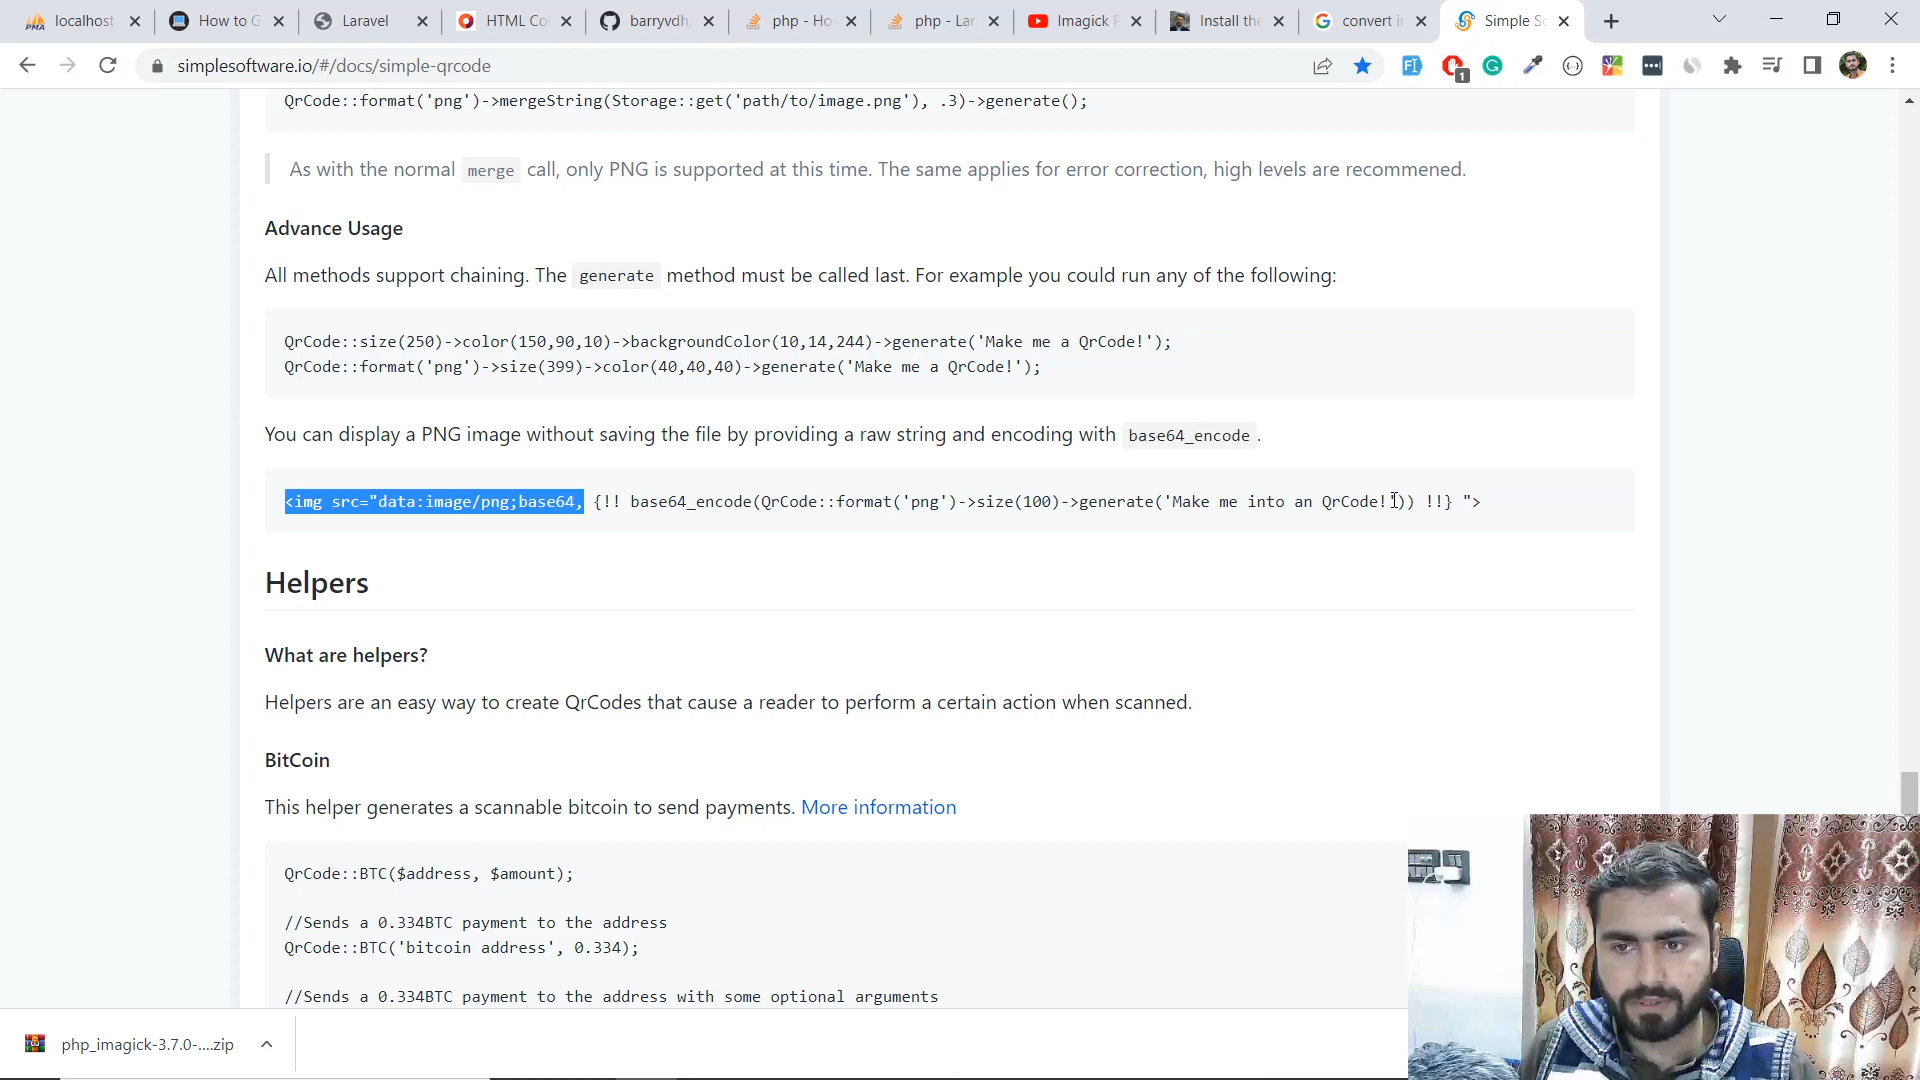 localhost
How to G
Laravel
HTML Co
barryvdh
php - Ho
php - Lar
Imagick P
Install the
convert i
Simple So
simplesoftware.io/#/docs/simple-qrcode
1
QrCode::format('png')->mergeString(Storage::get('path/to/image.png'), .3)->generate();
As with the normal merge call, only PNG is supported at this time. The same applies for error correction, high levels are recommened.
Advance Usage
All methods support chaining. The generate method must be called last. For example you could run any of the following:
QrCode::size(250)->color(150,90,10)->backgroundColor(10,14,244)->generate('Make me a QrCode!');
QrCode::format('png')->size(399)->color(40,40,40)->generate('Make me a QrCode!');
You can display a PNG image without saving the file by providing a raw string and encoding with base64_encode.
<img src="data:image/png;base64, {!! base64_encode(QrCode::format('png')->size(100)->generate('Make me into an QrCode!')) !!} ">
Helpers
What are helpers?
Helpers are an easy way to create QrCodes that cause a reader to perform a certain action when scanned.
BitCoin
This helper generates a scannable bitcoin to send payments. More information
QrCode::BTC($address, $amount);
//Sends a 0.334BTC payment to the address
QrCode::BTC('bitcoin address', 0.334);
//Sends a 0.334BTC payment to the address with some optional arguments
php_imagick-3.7.0-....zip